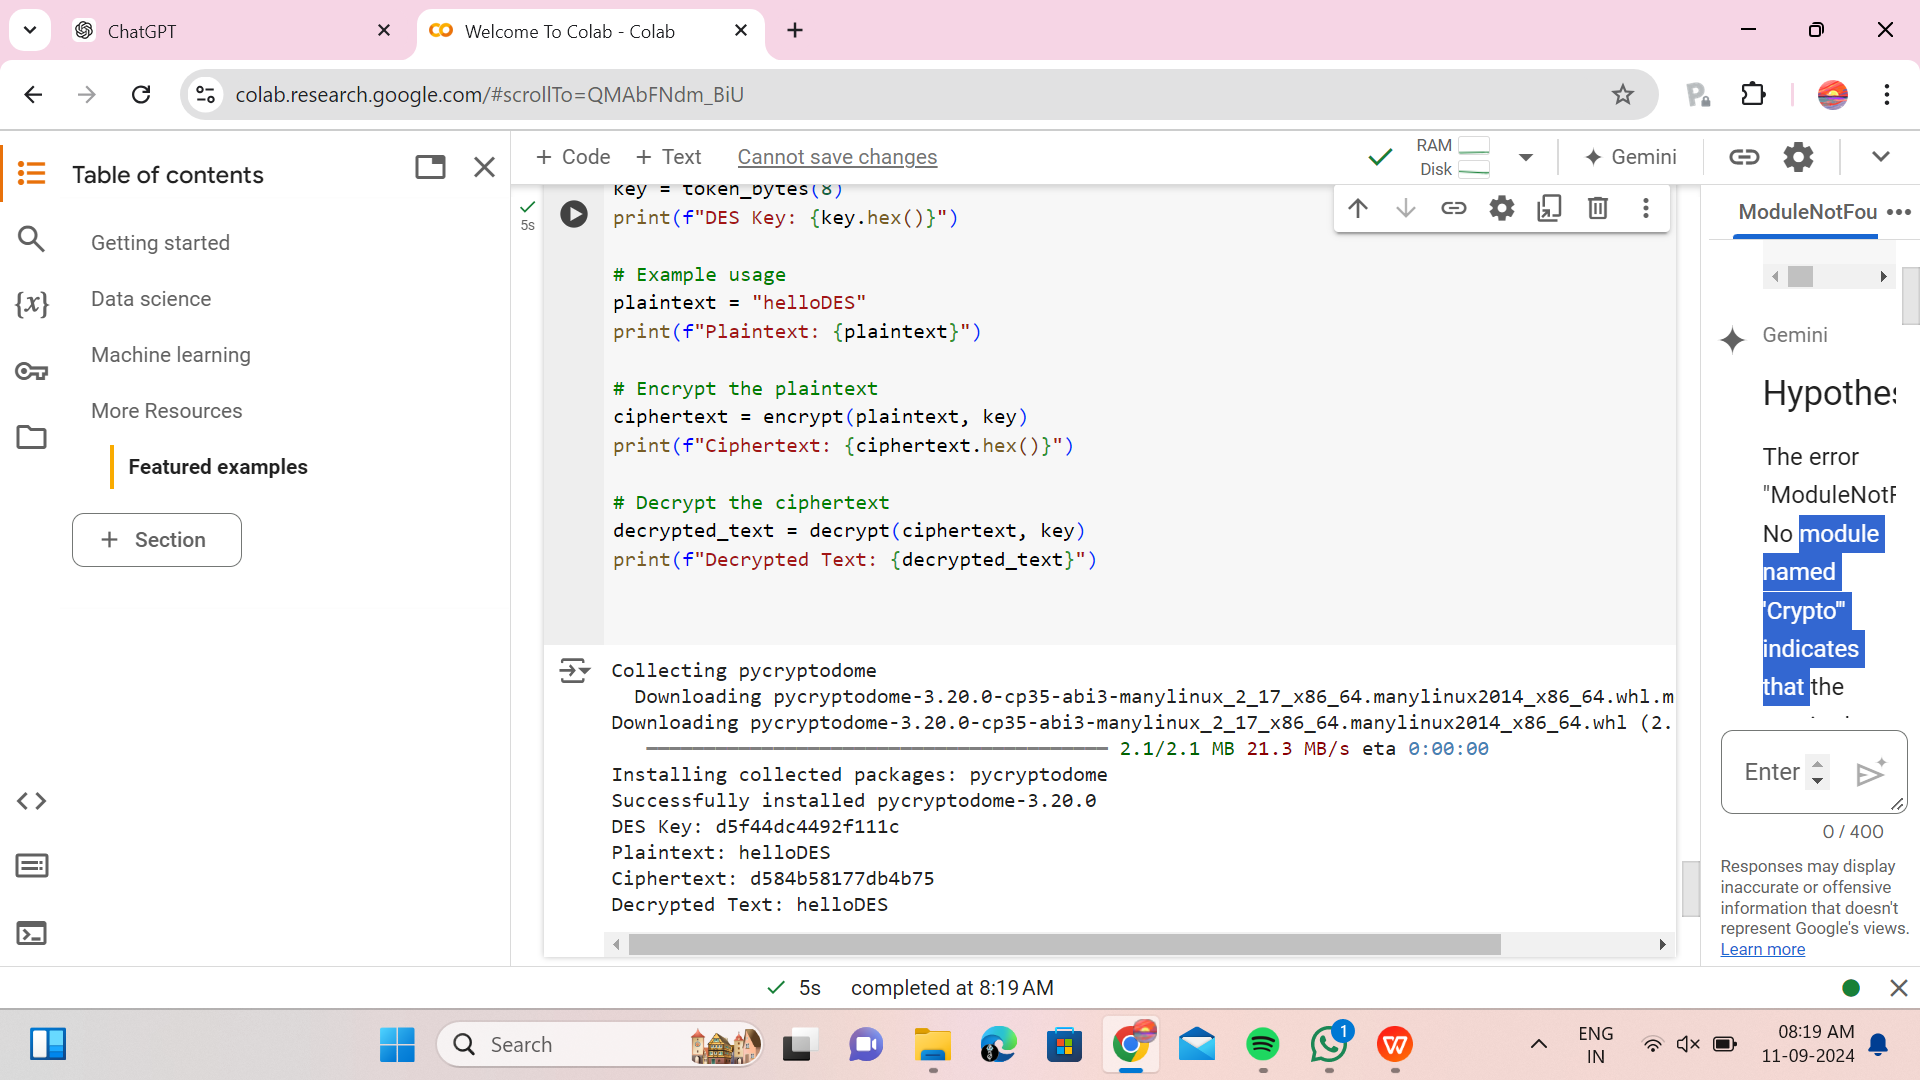 ChatGPT
Welcome To Colab - Colab
colab.research.google.com/#scrollTo=QMAbFNdm_BiU
Table of contents
Getting started
Data science
Machine learning
More Resources
Featured examples
+ Section
+ Code + Text Cannot save changes
RAM
Disk
Gemini
5s
key = token_bytes(8)
print(f"DES Key: {key.hex()}")
# Example usage
plaintext = "helloDES"
print(f"Plaintext: {plaintext}")
# Encrypt the plaintext
ciphertext = encrypt(plaintext, key)
print(f"Ciphertext: {ciphertext.hex()}")
# Decrypt the ciphertext
decrypted_text = decrypt(ciphertext, key)
print(f"Decrypted Text: {decrypted_text}")
Collecting pycryptodome
Downloading pycryptodome-3.20.0-cp35-abi3-manylinux_2_17_x86_64.manylinux2014_x86_64.whl.m
Downloading pycryptodome-3.20.0-cp35-abi3-manylinux_2_17_x86_64.manylinux2014_x86_64.whl (2.
2.1/2.1 MB 21.3 MB/s eta 0:00:00
Installing collected packages: pycryptodome
Successfully installed pycryptodome-3.20.0
DES Key: d5f44dc4492f111c
Plaintext: helloDES
Ciphertext: d584b58177db4b75
Decrypted Text: helloDES
ModuleNotFou
Gemini
Hypothes
The error
"ModuleNotF
No module
named
'Crypto'"
indicates
that the
Enter
0 / 400
Responses may display
inaccurate or offensive
information that doesn't
represent Google's views.
Learn more
5s completed at 8:19 AM
Search
1
ENG
IN
08:19 AM
11-09-2024